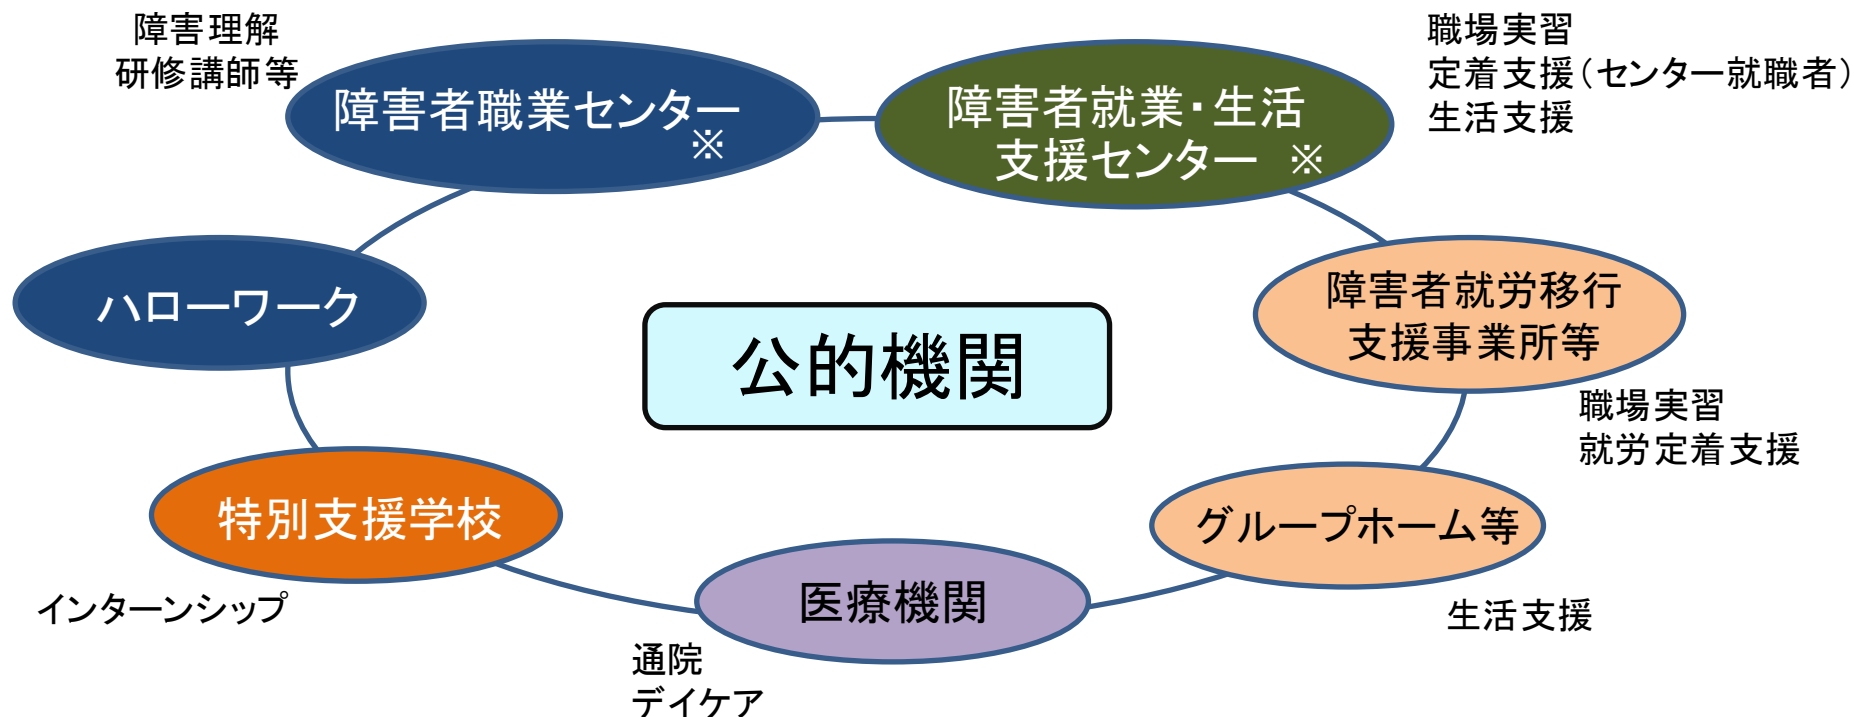 障害理解
研修講師等
障害者職業センター
※
障害者就業・生活
支援センター　※
職場実習
定着支援（センター就職者）
生活支援
ハローワーク
公的機関
障害者就労移行
支援事業所等
職場実習
就労定着支援
特別支援学校
インターンシップ
医療機関
通院
デイケア
グループホーム等
生活支援